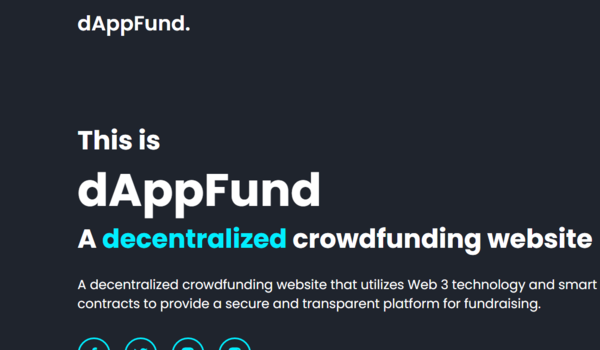 dAppFund.
This is
dAppFund
A decentralized crowdfunding website
A decentralized crowdfunding website that utilizes Web 3 technology and smart
contracts to provide a secure and transparent platform for fundraising.